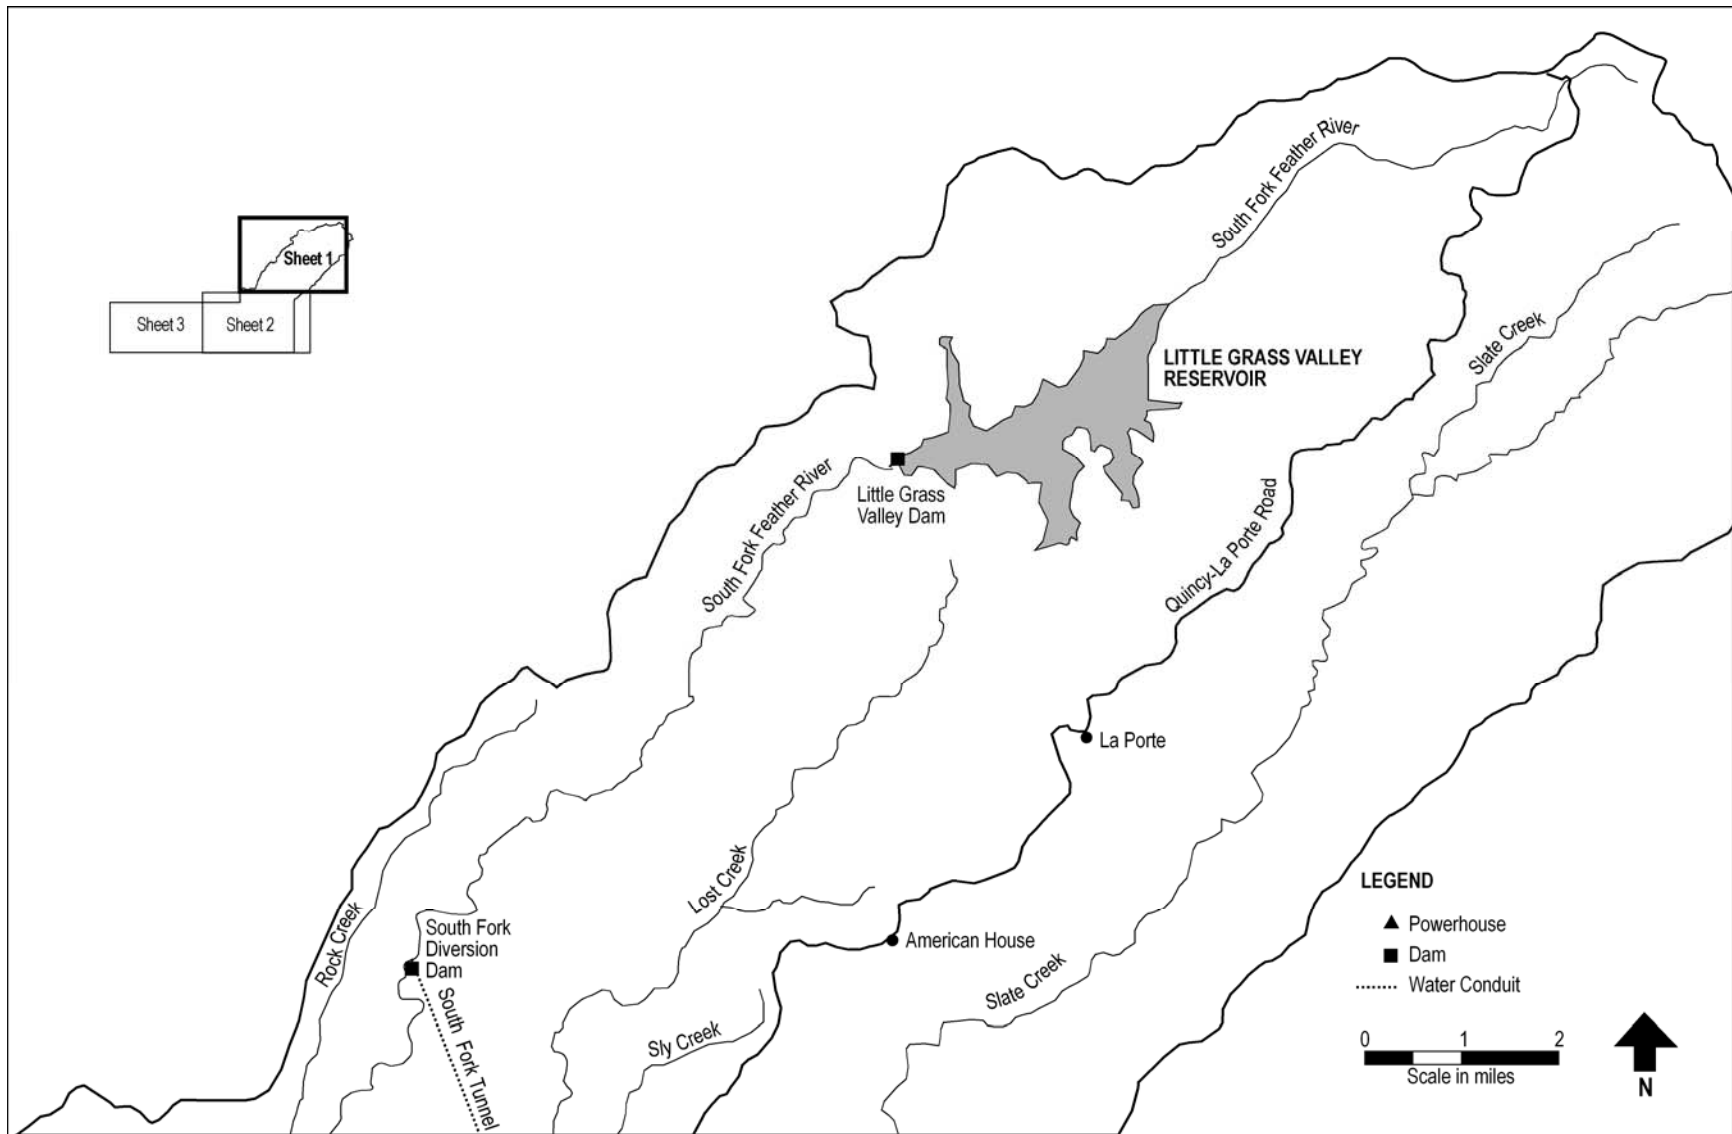 South Fork Feather River
Sheet 1
Sheet 3
Sheet 2
Slate Creek
LITTLE GRASS VALLEY
RESERVOIR
South Fork Feather River
Little Grass
Valley Dam
Quincy-La Porte Road
La Porte
Lost Creek
LEGEND
Powerhouse
Dam
Water Conduit
Rock Creek
South Fork
Diversion
Dam
American House
Slate Creek
South Fork Tunnel
Sly Creek
0 1 2
Scale in miles
N